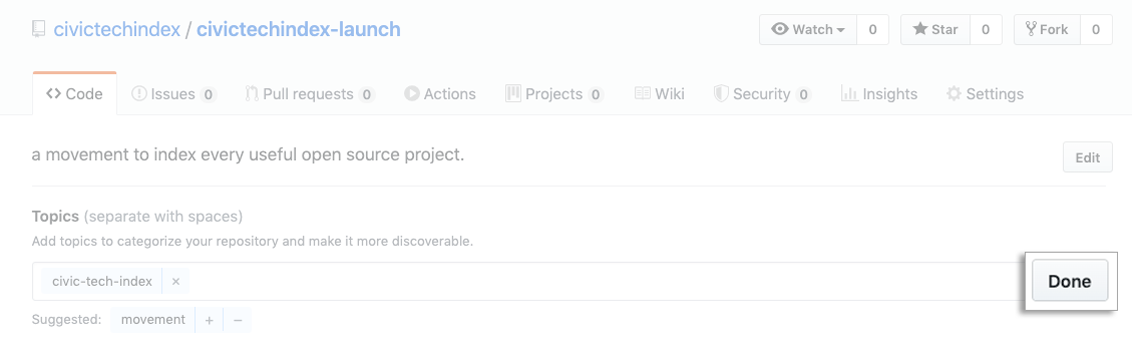 civictechindex / civictechindex-launch Watch 0 Star 0 Fork 0
Code Issues 0 Pull requests 0 Actions Projects 0 Wiki Security 0 Insights Settings
a movement to index every useful open source project. Edit
Topics (separate with spaces)
Add topics to categorize your repository and make it more discoverable.
civic-tech-index × Done
Suggested: movement + −